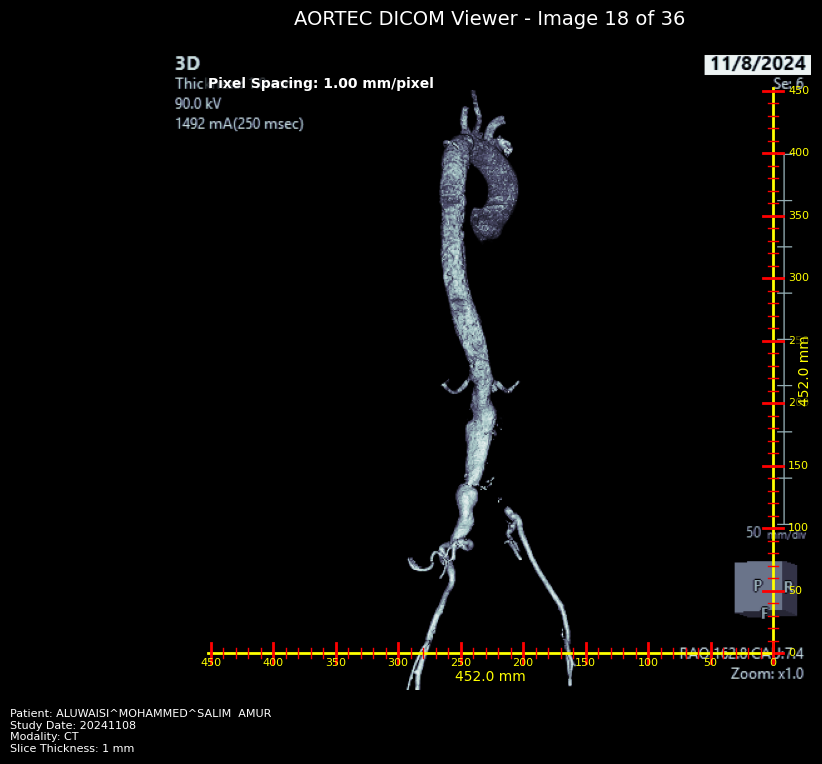 AORTEC DICOM Viewer - Image 18 of 36
3D
11/8/2024
Pixel Spacing: 1.00 mm/pixel
Se: 6
90.0 kV
1492 mA(250 msec)
450
400
350
300
250
200
150
100
50
0
452.0 mm
50 mm/div
P R
F
Zoom: x1.0
450 400 350 300 250 200 150 100 50 0
452.0 mm
Patient: ALUWAISI^MOHAMMED^SALIM  AMUR
Study Date: 20241108
Modality: CT
Slice Thickness: 1 mm